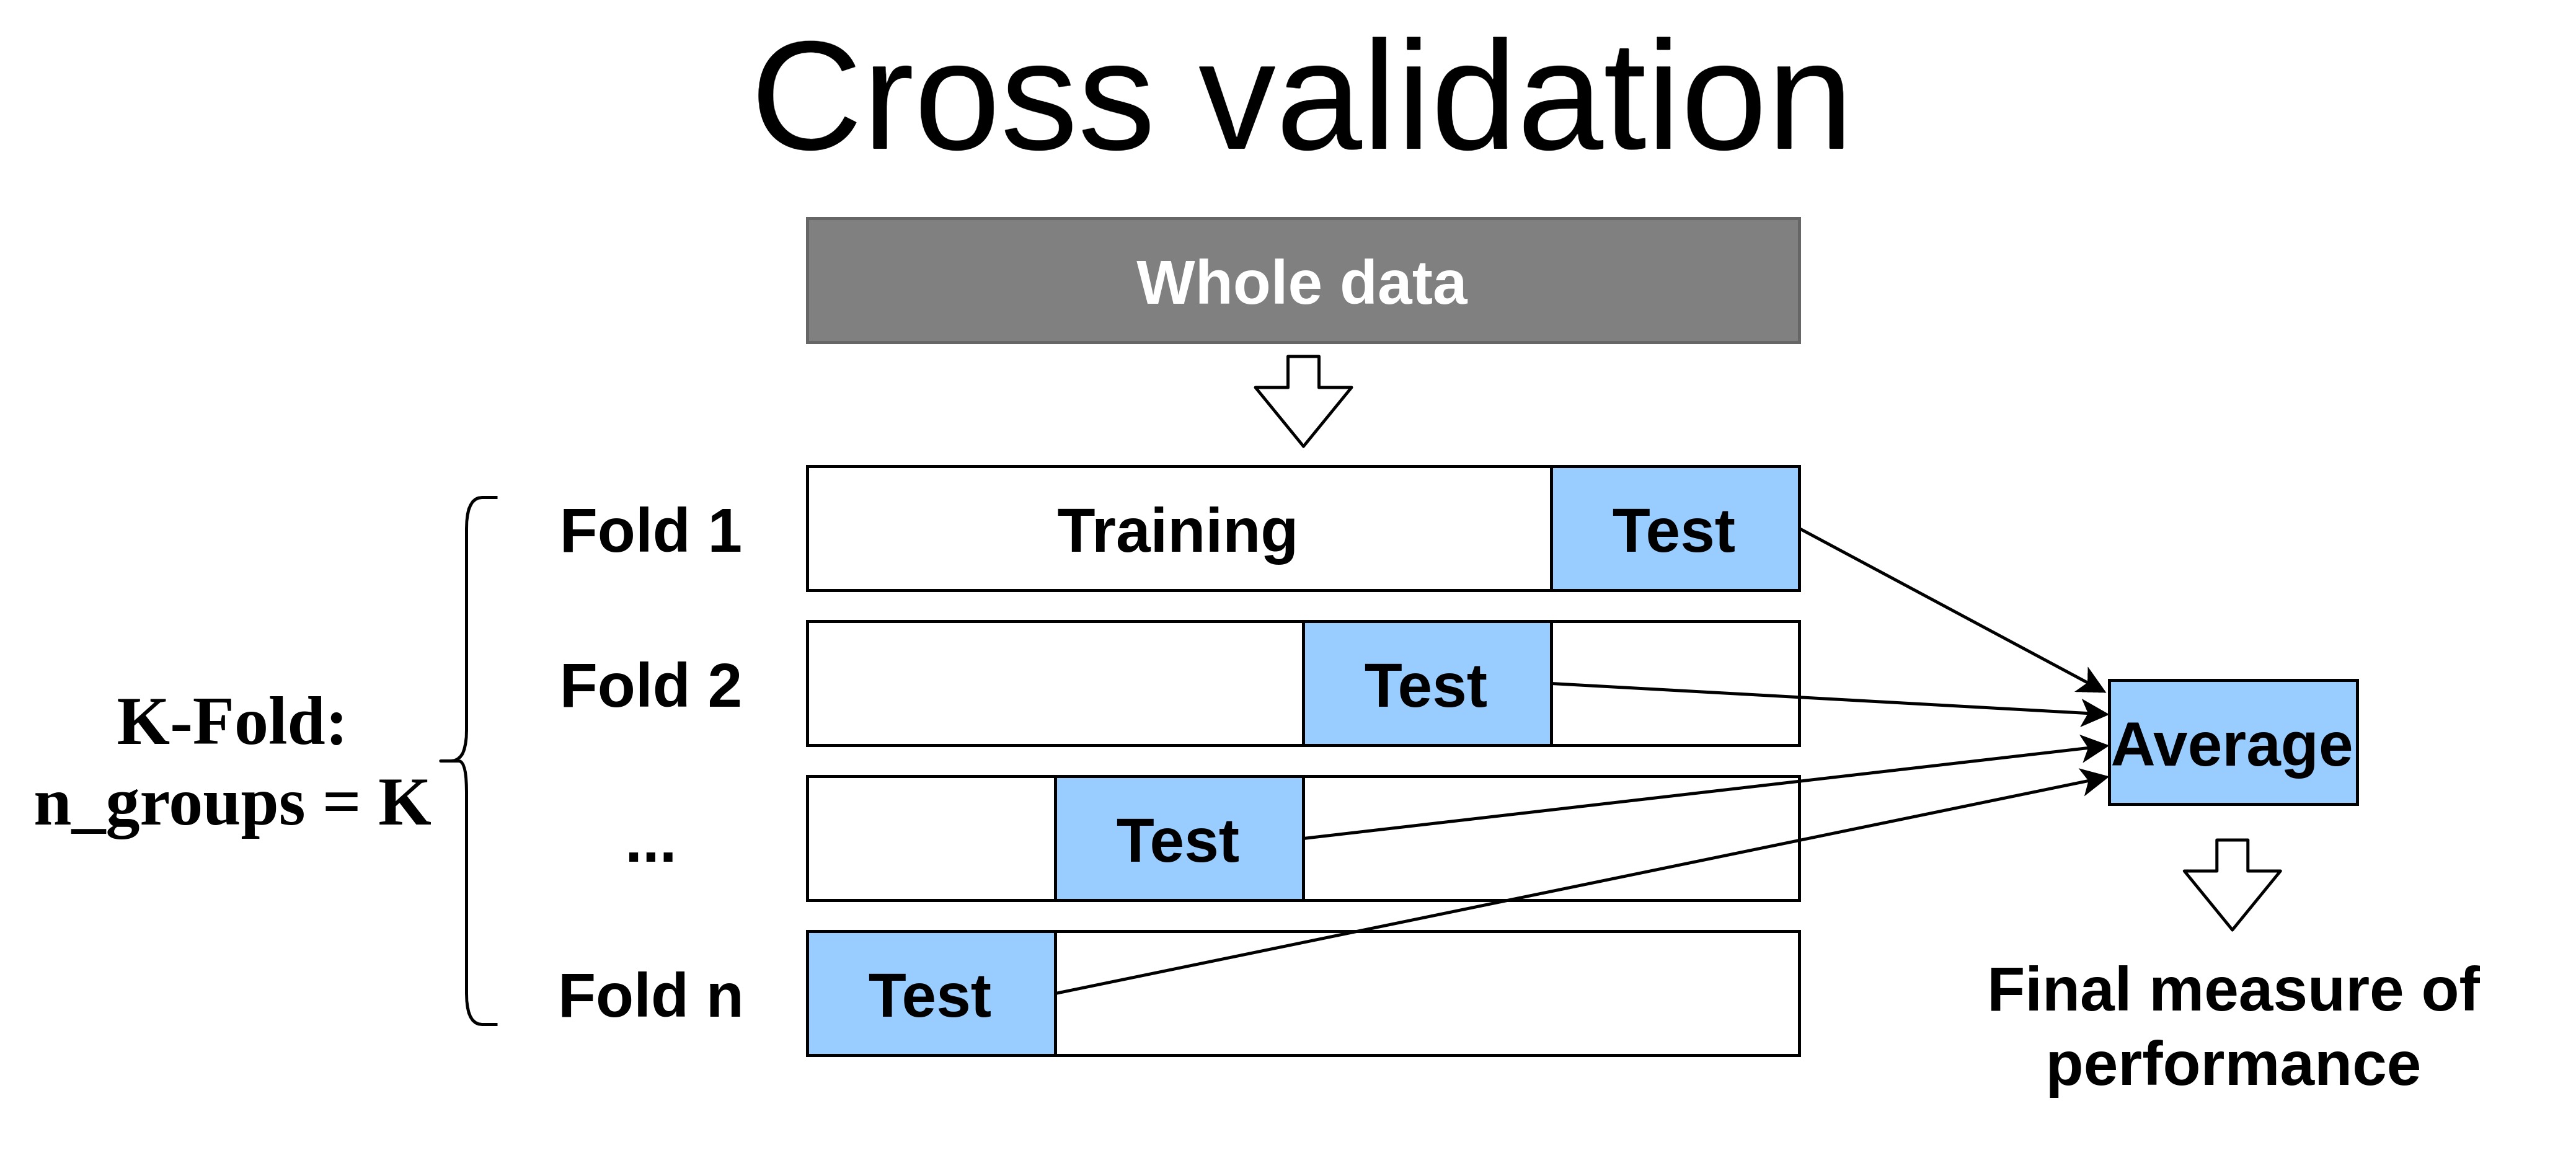 Cross validation
Whole data
Fold 1
Training
Test
Fold 2
Test
K-Fold:
n_groups = K
...
Test
Fold n
Test
Average
Final measure of
performance